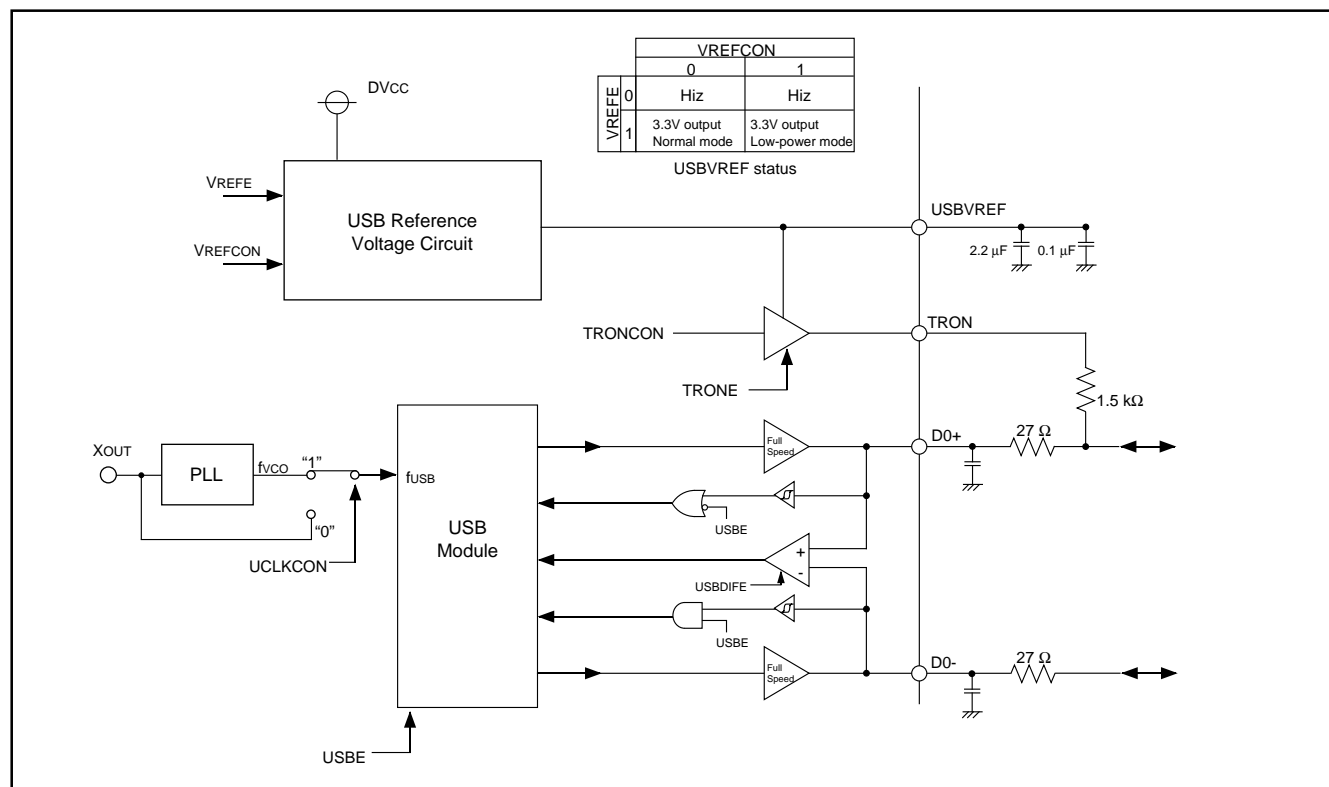 VREFCON
0 1
VREFE
0 Hiz Hiz
1 3.3V output 3.3V output
Normal mode Low-power mode
USBVREF status
DVCC
VREFE
VREFCON
USB Reference
Voltage Circuit
USBVREF
2.2 µF 0.1 µF
TRONCON
TRON
TRONE
1.5 kΩ
XOUT
PLL
fVCO
"1"
"0"
UCLKCON
fUSB
USB
Module
USBE
Full
Speed
D0+
27 Ω
USBE
+
-
USBDIFE
USBE
Full
Speed
D0-
27 Ω